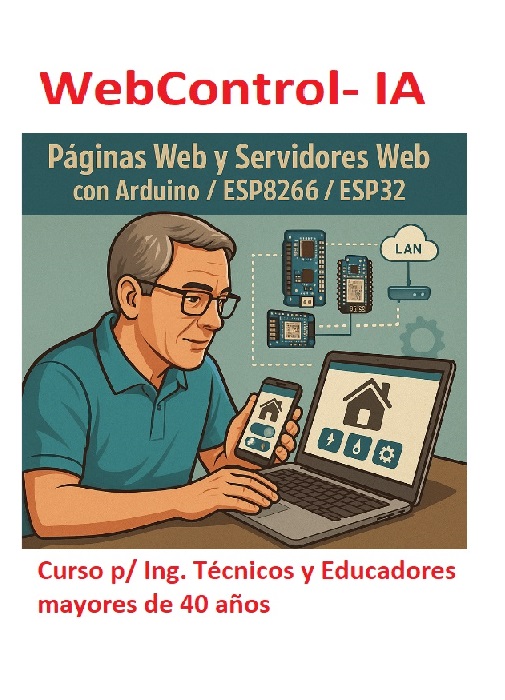 WebControl- IA
Páginas Web y Servidores Web
con Arduino / ESP8266 / ESP32
LAN
Curso p/ Ing. Técnicos y Educadores
mayores de 40 años